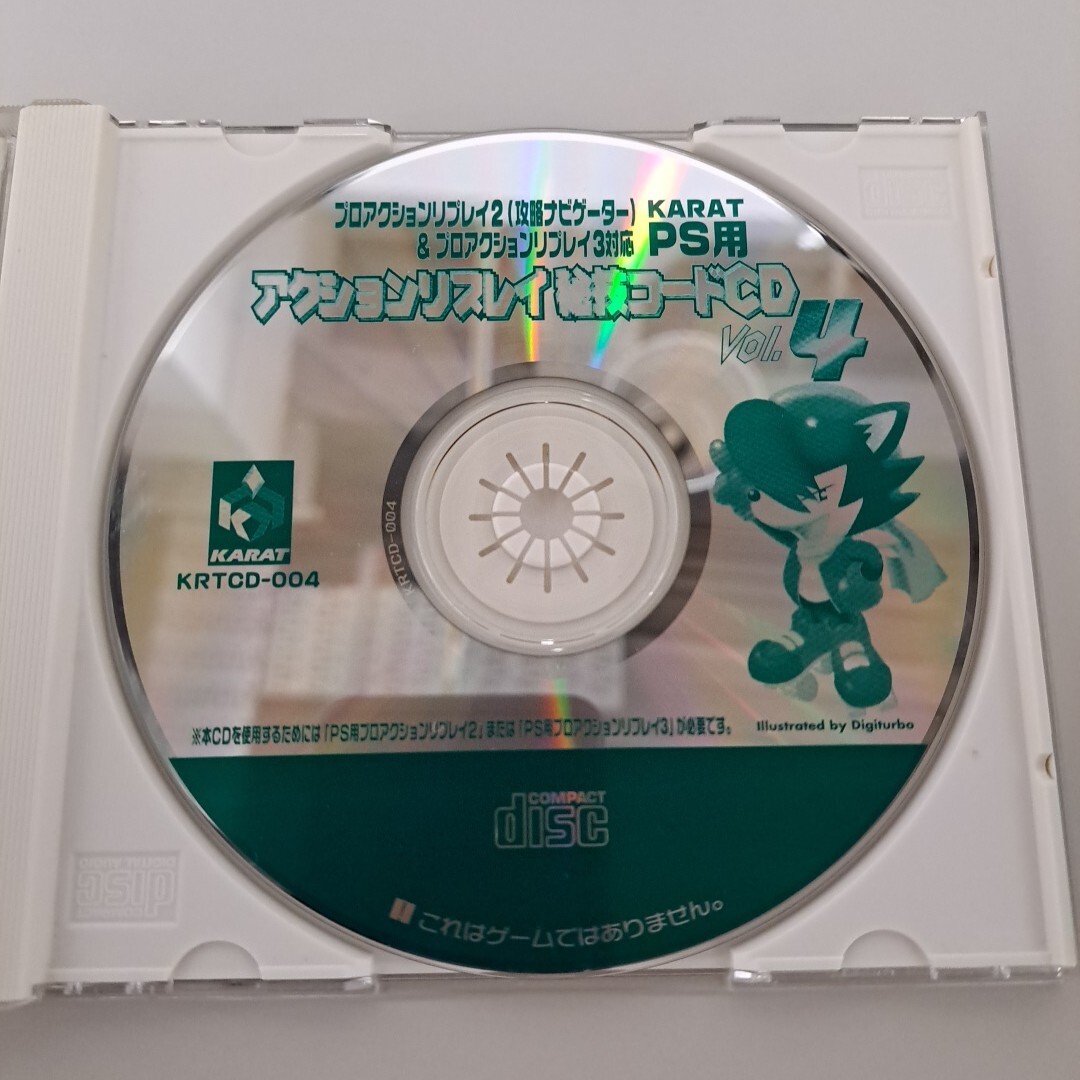 プロアクションリプレイ2(攻略ナビゲーター)
&プロアクションリプレイ3対応
KARAT
PS用
アクションリプレイ 総技コードCD
Vol.4
KARAT
KRTCD-004
KRTCD-004
※本CDを使用するためには「PS用プロアクションリプレイ2」または「PS用プロアクションリプレイ3」が必要です。
Illustrated by Digiturbo
COMPACT
disc
! これはゲームではありません。
COMPACT
disc
DIGITAL AUDIO